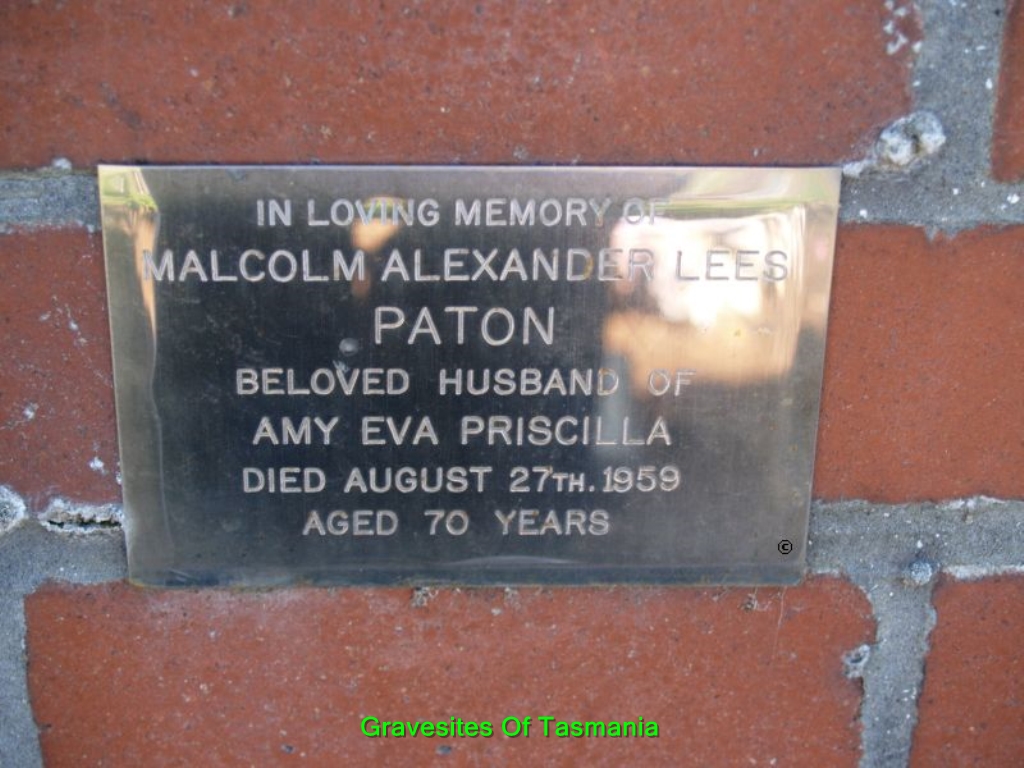 IN LOVING MEMORY OF
MALCOLM ALEXANDER LEES
PATON
BELOVED HUSBAND OF
AMY EVA PRISCILLA
DIED AUGUST 27TH. 1959
AGED 70 YEARS
©
Gravesites Of Tasmania